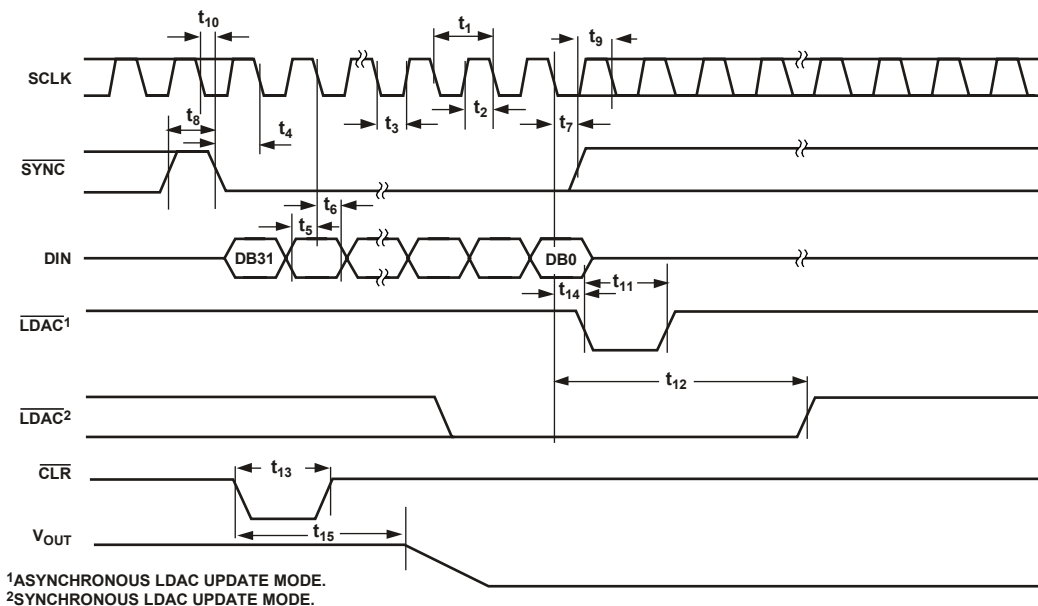 t10
t1
t9
SCLK
t8
t4
t3
t2
t7
SYNC
t5
t6
DIN
DB31
DB0
t14
t11
LDAC1
t12
LDAC2
CLR
t13
t15
VOUT
1ASYNCHRONOUS LDAC UPDATE MODE.
2SYNCHRONOUS LDAC UPDATE MODE.